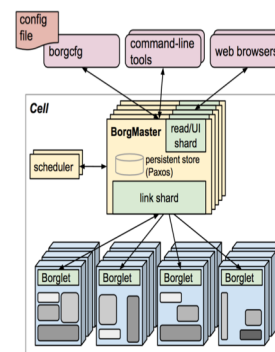 config
file
borgcfg
command-line
tools
web browsers
Cell
BorgMaster
read/UI
shard
persistent store
(Paxos)
scheduler
link shard
Borglet
Borglet
Borglet
Borglet